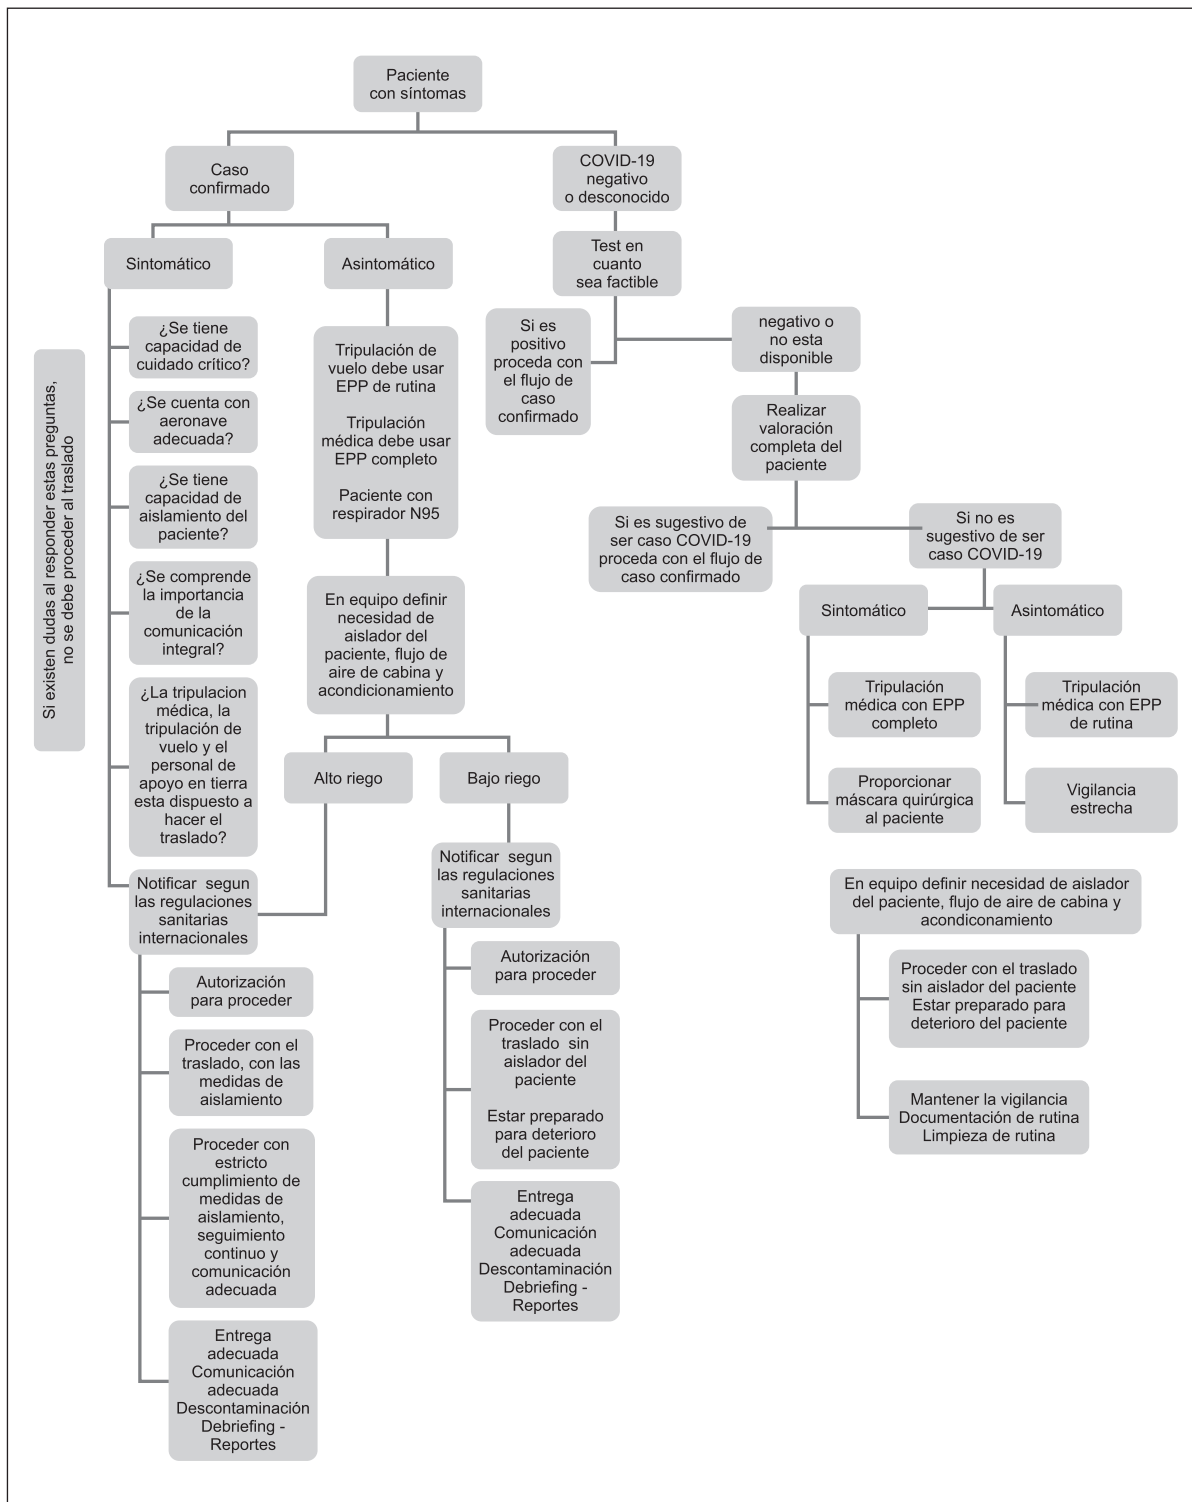 Paciente
con síntomas
Caso
confirmado
COVID-19
negativo
o desconocido
Sintomático
Asintomático
Test en
cuanto
sea factible
Si existen dudas al responder estas preguntas,
no se debe proceder al traslado
¿Se tiene
capacidad de
cuidado crítico?
¿Se cuenta con
aeronave
adecuada?
¿Se tiene
capacidad de
aislamiento del
paciente?
¿Se comprende
la importancia
de la
comunicación
integral?
¿La tripulacion
médica, la
tripulación de
vuelo y el
personal de
apoyo en tierra
esta dispuesto a
hacer el
traslado?
Notificar segun
las regulaciones
sanitarias
internacionales
Autorización
para proceder
Proceder con el
traslado, con las
medidas de
aislamiento
Proceder con
estricto
cumplimiento de
medidas de
aislamiento,
seguimiento
continuo y
comunicación
adecuada
Entrega
adecuada
Comunicación
adecuada
Descontaminación
Debriefing -
Reportes
Tripulación de
vuelo debe usar
EPP de rutina
Tripulación
médica debe usar
EPP completo
Paciente con
respirador N95
En equipo definir
necesidad de
aislador del
paciente, flujo de
aire de cabina y
acondicionamiento
Alto riego
Bajo riego
Notificar segun
las regulaciones
sanitarias
internacionales
Autorización
para proceder
Proceder con el
traslado sin
aislador del
paciente
Estar preparado
para deterioro
del paciente
Entrega
adecuada
Comunicación
adecuada
Descontaminación
Debriefing -
Reportes
Si es
positivo
proceda con
el flujo de
caso
confirmado
negativo o
no esta
disponible
Realizar
valoración
completa del
paciente
Si es sugestivo de
ser caso COVID-19
proceda con el flujo de
caso confirmado
Si no es
sugestivo de ser
caso COVID-19
Sintomático
Asintomático
Tripulación
médica con EPP
completo
Proporcionar
máscara quirúrgica
al paciente
Tripulación
médica con EPP
de rutina
Vigilancia
estrecha
En equipo definir necesidad de aislador
del paciente, flujo de aire de cabina y
acondiconamiento
Proceder con el traslado
sin aislador del paciente
Estar preparado para
deterioro del paciente
Mantener la vigilancia
Documentación de rutina
Limpieza de rutina